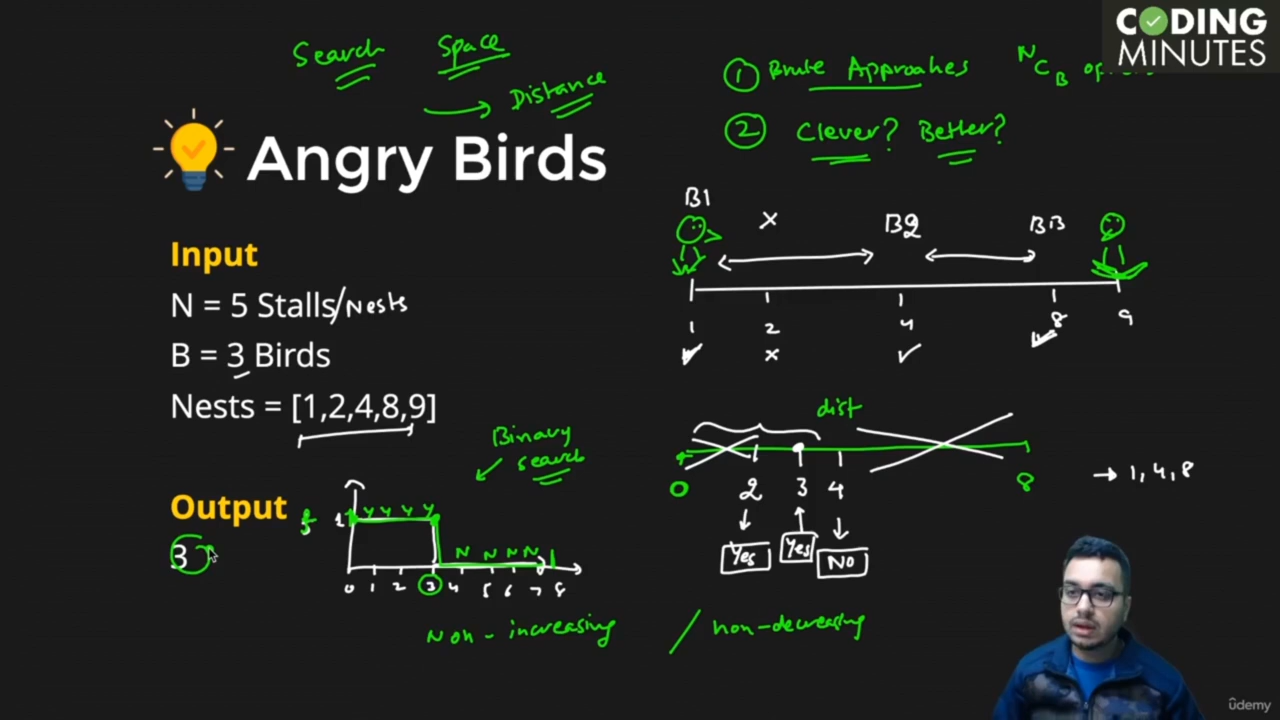 CODING
MINUTES
Search Space
→ Distance
① Brute Approaches NCB
② Clever? Better?
Angry Birds
B1 × B2 B3
1 2 4 8 9
✓ × ✓ ✓
Input
N = 5 Stalls/Nests
B = 3 Birds
Nests = [1,2,4,8,9]
dist
0 2 3 4 8
→ 1, 4, 8
Yes Yes NO
Binary
search
Output
3
1 Y Y Y Y
N N N N
0 1 2 3 4 5 6 7 8
Non-increasing / non-decreasing
ûdemy